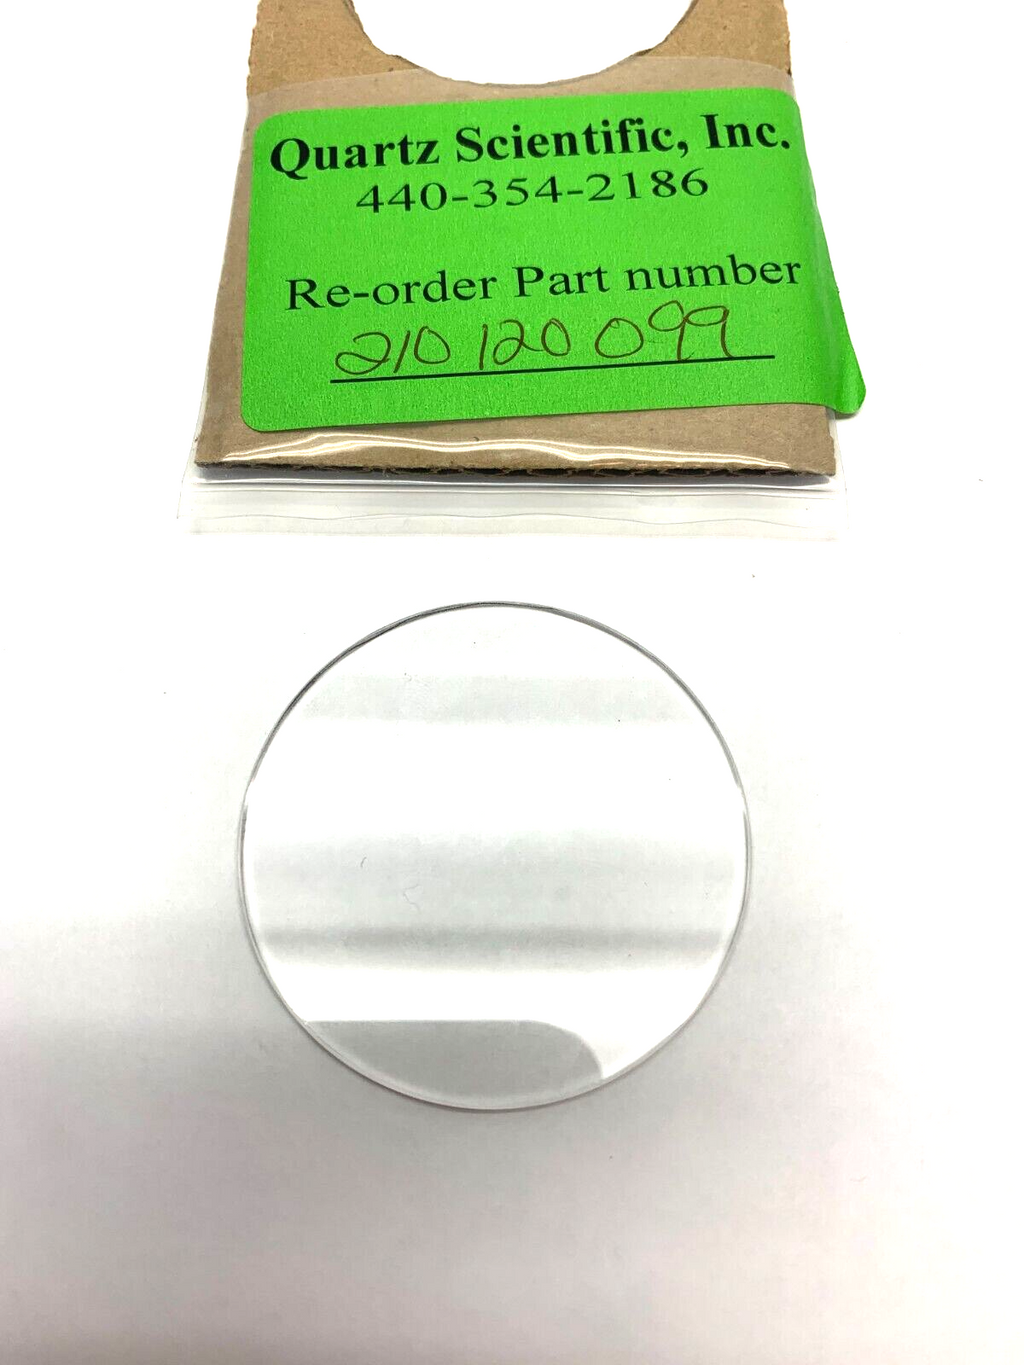 Quartz Scientific, Inc.
440-354-2186
Re-order Part number
210 120 099